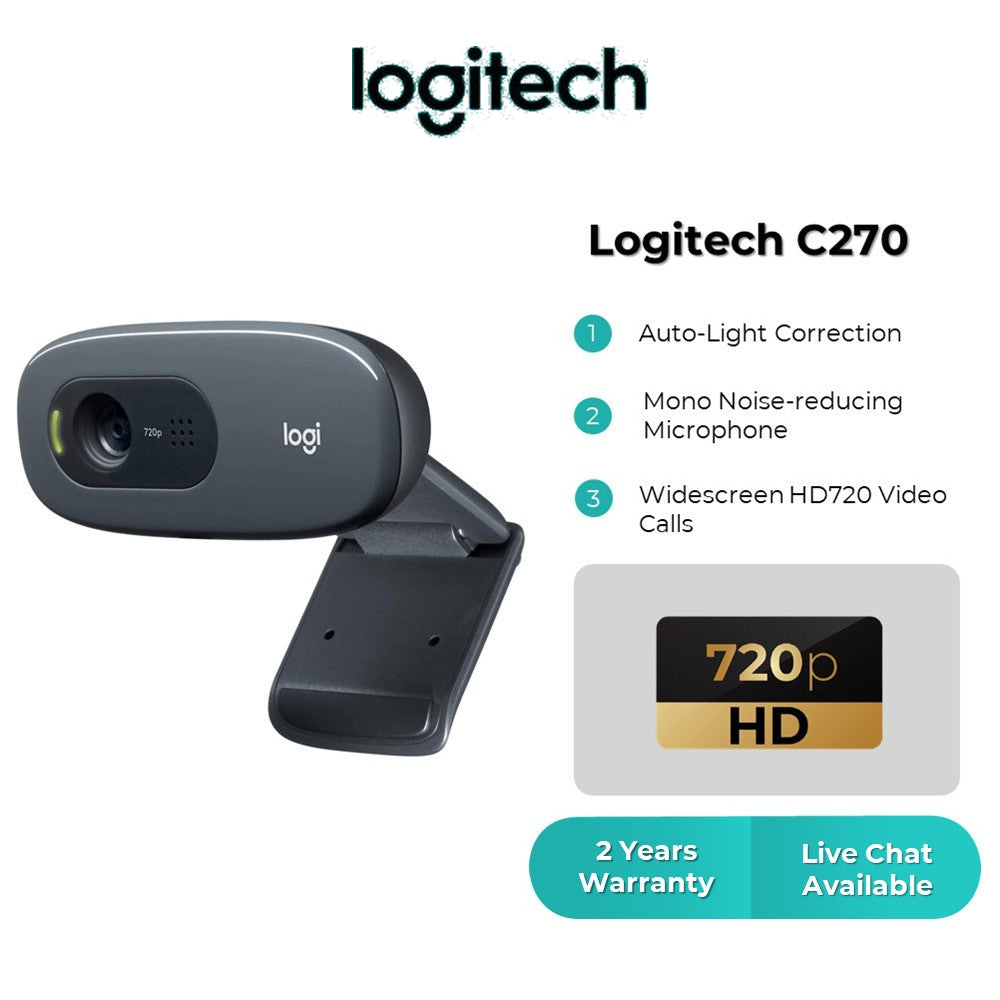 logitech
Logitech C270
1 Auto-Light Correction
2 Mono Noise-reducing
Microphone
3 Widescreen HD720 Video
Calls
720p
logi
720p
HD
2 Years
Warranty
Live Chat
Available